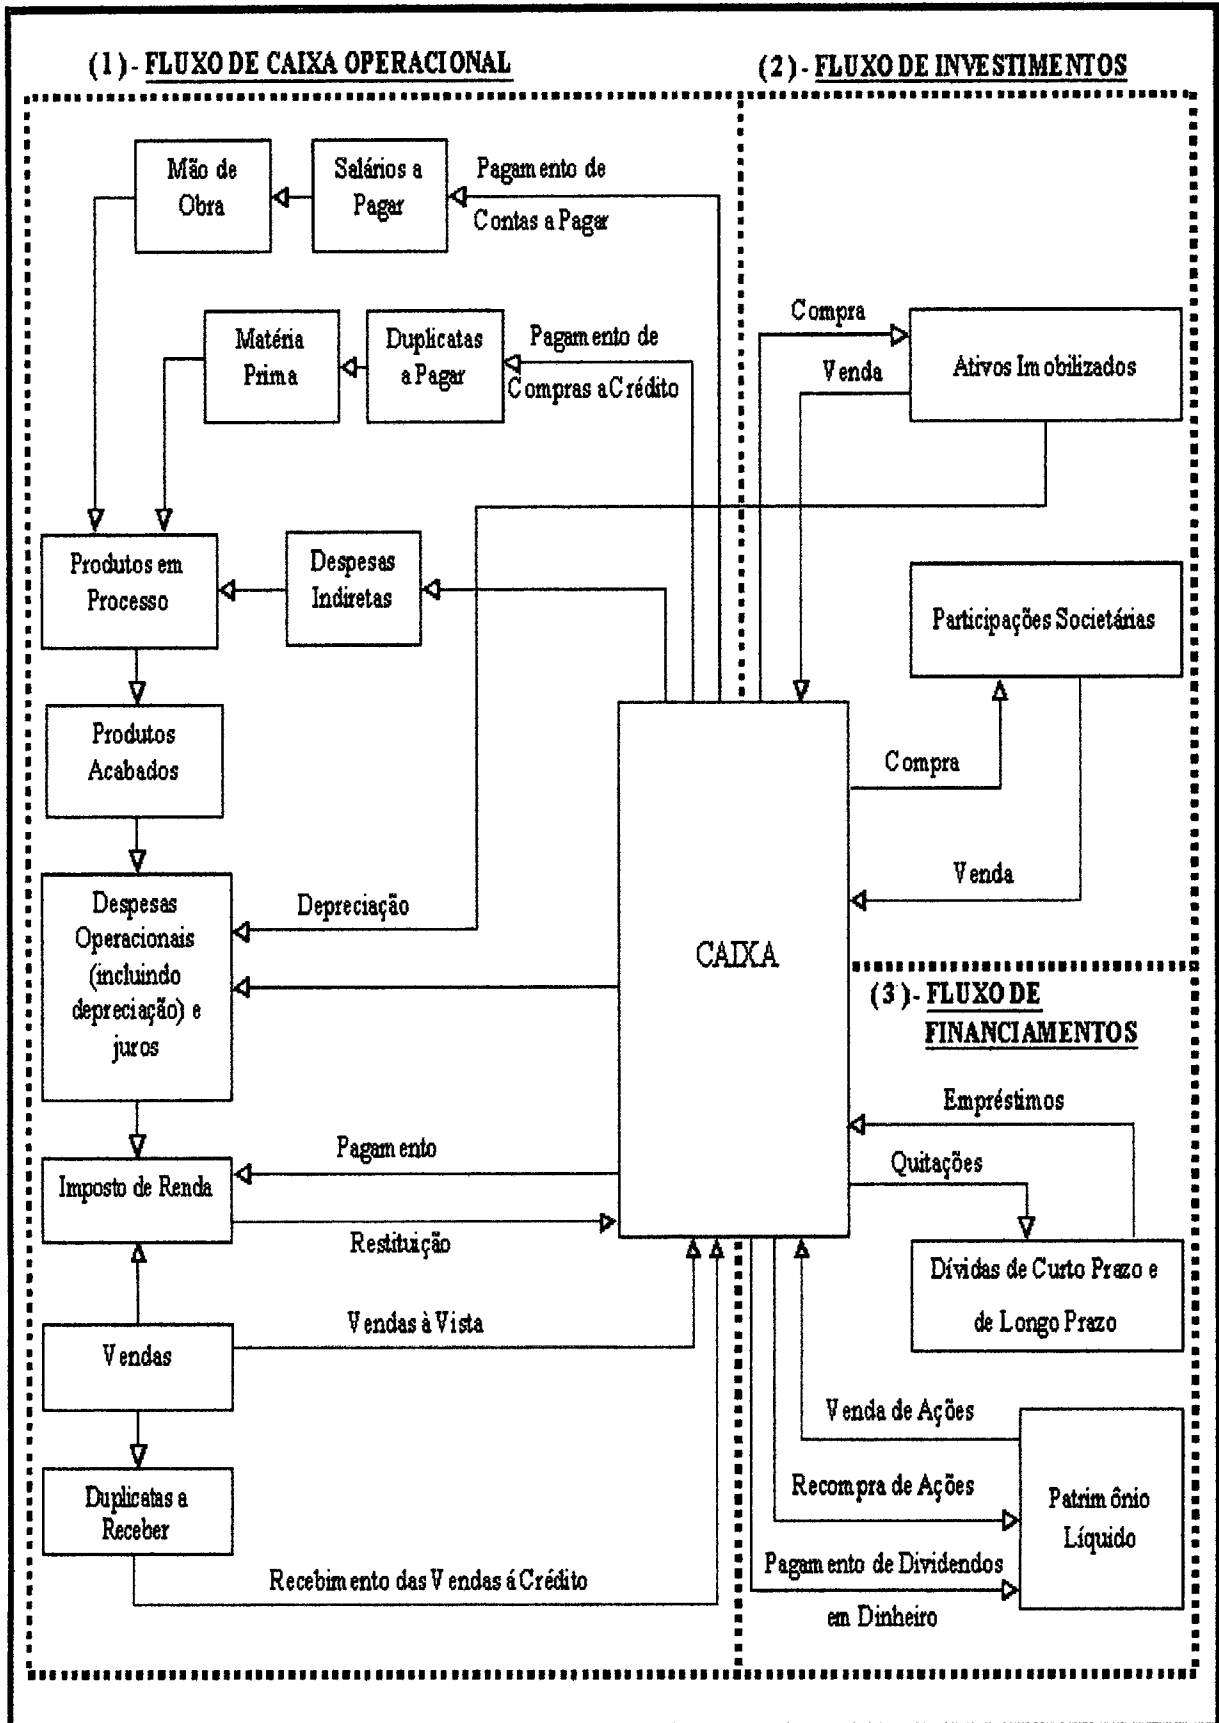 (1)- FLUXO DE CAIXA OPERACIONAL
(2)- FLUXO DE INVESTIMENTOS
Mão de
Obra
Salários a
Pagar
Pagamento de
Contas a Pagar
Matéria
Prima
Duplicatas
a Pagar
Pagamento de
Compras a Crédito
Compra
Venda
Ativos Imobilizados
Produtos em
Processo
Despesas
Indiretas
Participações Societárias
Produtos
Acabados
Compra
Venda
Despesas
Operacionais
(incluindo
depreciação) e
juros
Depreciação
CAIXA
(3)- FLUXO DE
FINANCIAMENTOS
Empréstimos
Quitações
Imposto de Renda
Pagamento
Restituição
Dívidas de Curto Prazo e
de Longo Prazo
Vendas
Vendas à Vista
Venda de Ações
Recompra de Ações
Pagamento de Dividendos
em Dinheiro
Patrimônio
Líquido
Duplicatas a
Receber
Recebimento das Vendas á Crédito